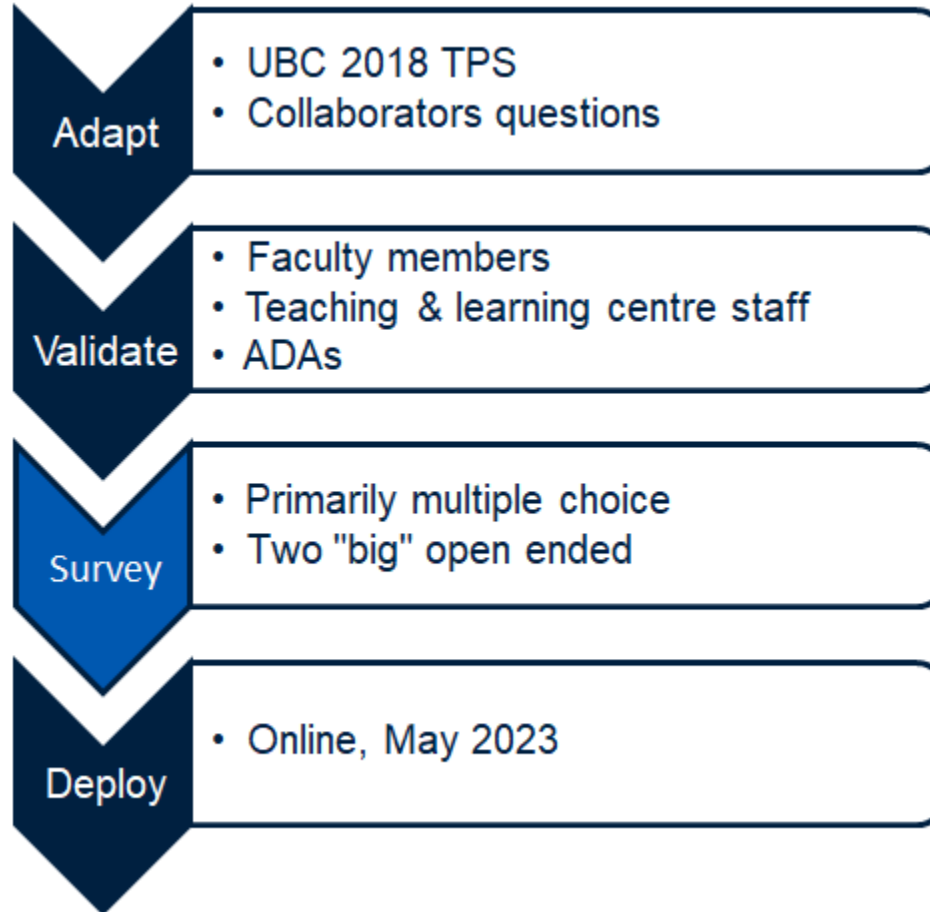 Adapt
• UBC 2018 TPS
• Collaborators questions
Validate
• Faculty members
• Teaching & learning centre staff
• ADAs
Survey
• Primarily multiple choice
• Two "big" open ended
Deploy
• Online, May 2023